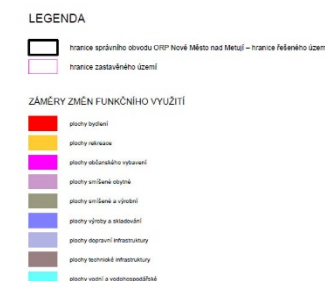 LEGENDA
hranice správního obvodu ORP Nové Město nad Metují – hranice řešeného území
hranice zastavěného území
ZÁMĚRY ZMĚN FUNKČNÍHO VYUŽITÍ
plochy bydlení
plochy rekreace
plochy občanského vybavení
plochy smíšené obytné
plochy smíšené a výrobní
plochy výroby a skladování
plochy dopravní infrastruktury
plochy technické infrastruktury
plochy vodní a vodohospodářské